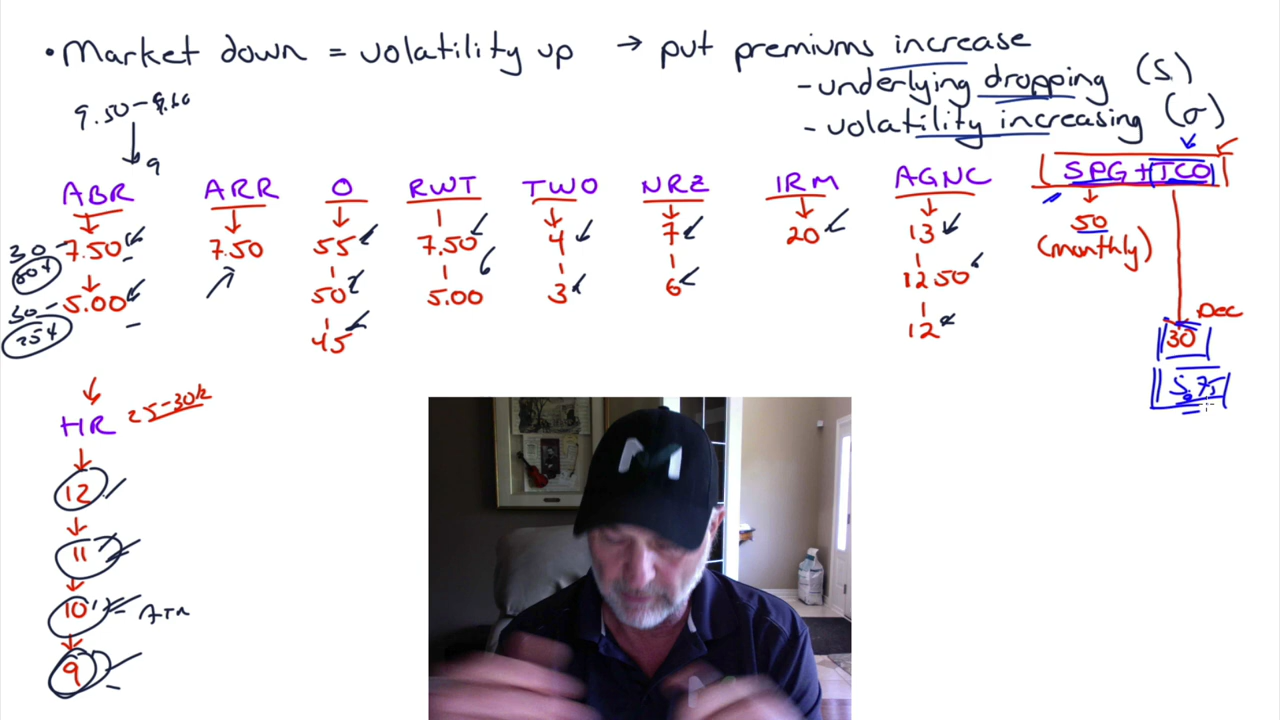 • Market down = volatility up → put premiums increase
- underlying dropping (S)
- volatility increasing (σ)
9.50-9.60
9
ABR ARR O RWT TWO NRZ IRM AGNC SPG+TCO
30 - 7.50 7.50 55 7.50 4 7 20 13 50
80¢ (monthly)
30 - 5.00 50 5.00 3 6 12 50
25¢ 45 12 Dec
30
5.75
HR 25-30%
12
11
10 ATM
9
M